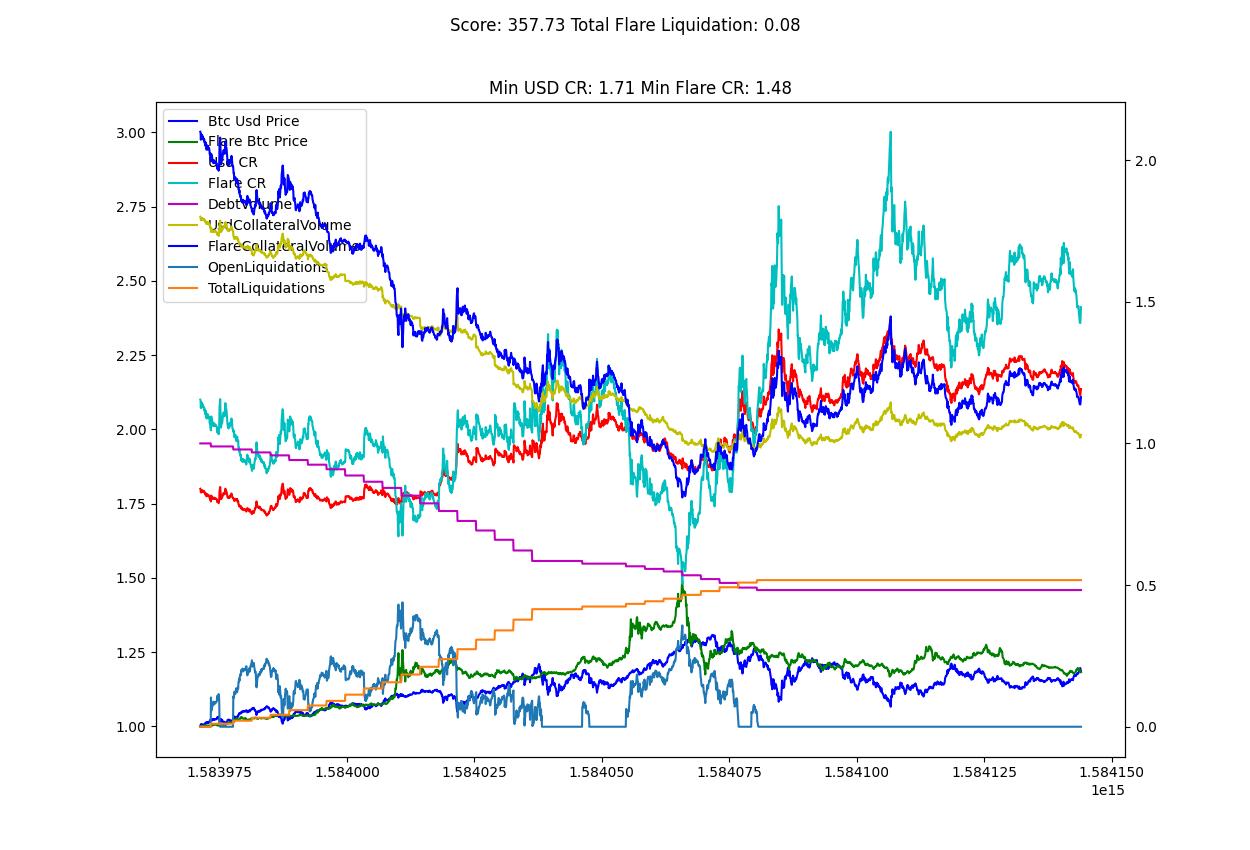 Score: 357.73 Total Flare Liquidation: 0.08
Min USD CR: 1.71 Min Flare CR: 1.48
Btc Usd Price
Flare Btc Price
Usd CR
Flare CR
DebtVolume
UsdCollateralVolume
FlareCollateralVolume
OpenLiquidations
TotalLiquidations
3.00
2.75
2.50
2.25
2.00
1.75
1.50
1.25
1.00
2.0
1.5
1.0
0.5
0.0
1.583975 1.584000 1.584025 1.584050 1.584075 1.584100 1.584125 1.584150
1e15